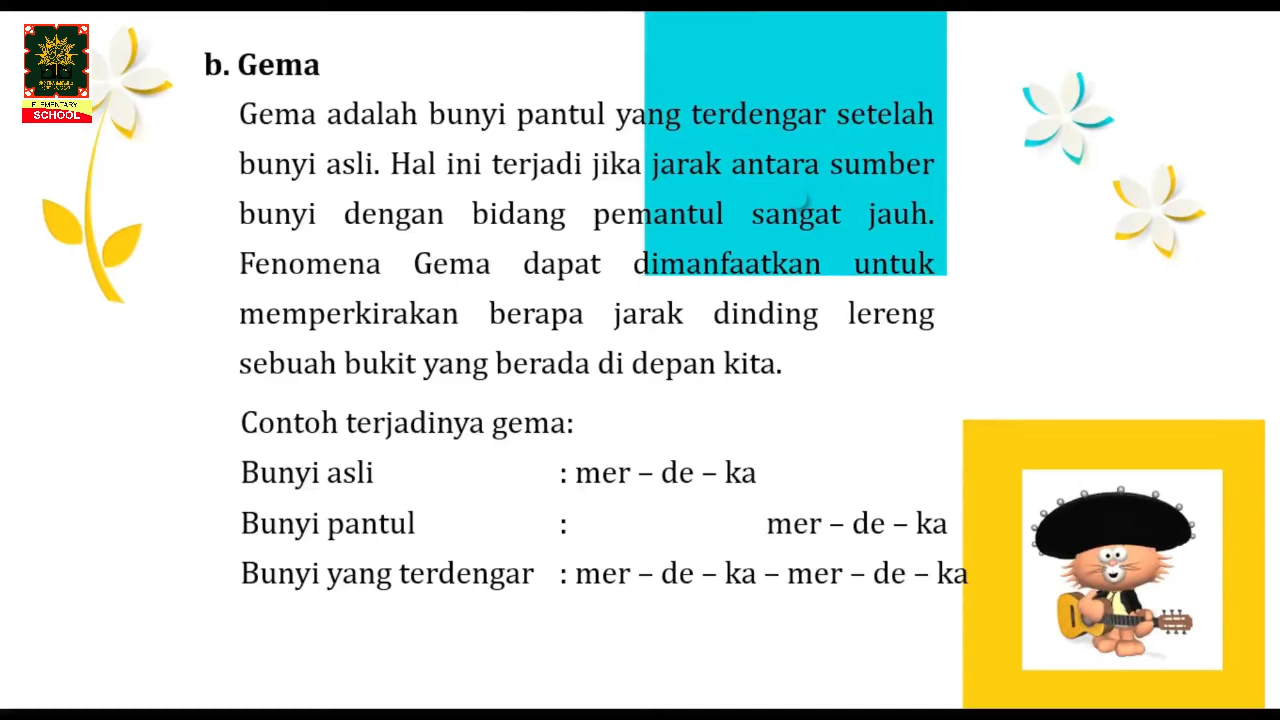 ELEMENTARY
SCHOOL
b. Gema
Gema adalah bunyi pantul yang terdengar setelah
bunyi asli. Hal ini terjadi jika jarak antara sumber
bunyi dengan bidang pemantul sangat jauh.
Fenomena Gema dapat dimanfaatkan untuk
memperkirakan berapa jarak dinding lereng
sebuah bukit yang berada di depan kita.
Contoh terjadinya gema:
Bunyi asli : mer – de – ka
Bunyi pantul : mer – de – ka
Bunyi yang terdengar : mer – de – ka – mer – de – ka